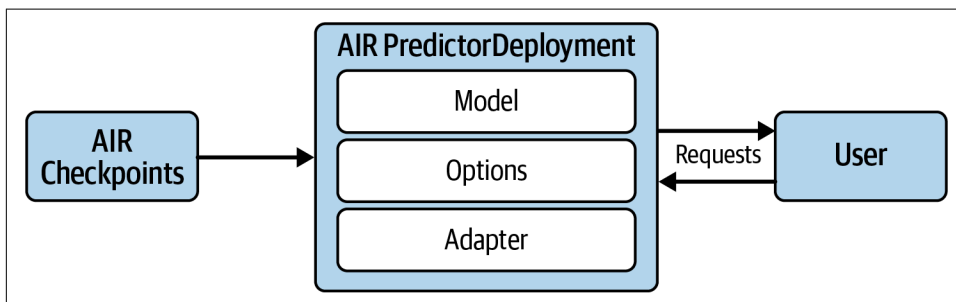 AIR PredictorDeployment
Model
AIR
Checkpoints
Options
Adapter
Requests
User